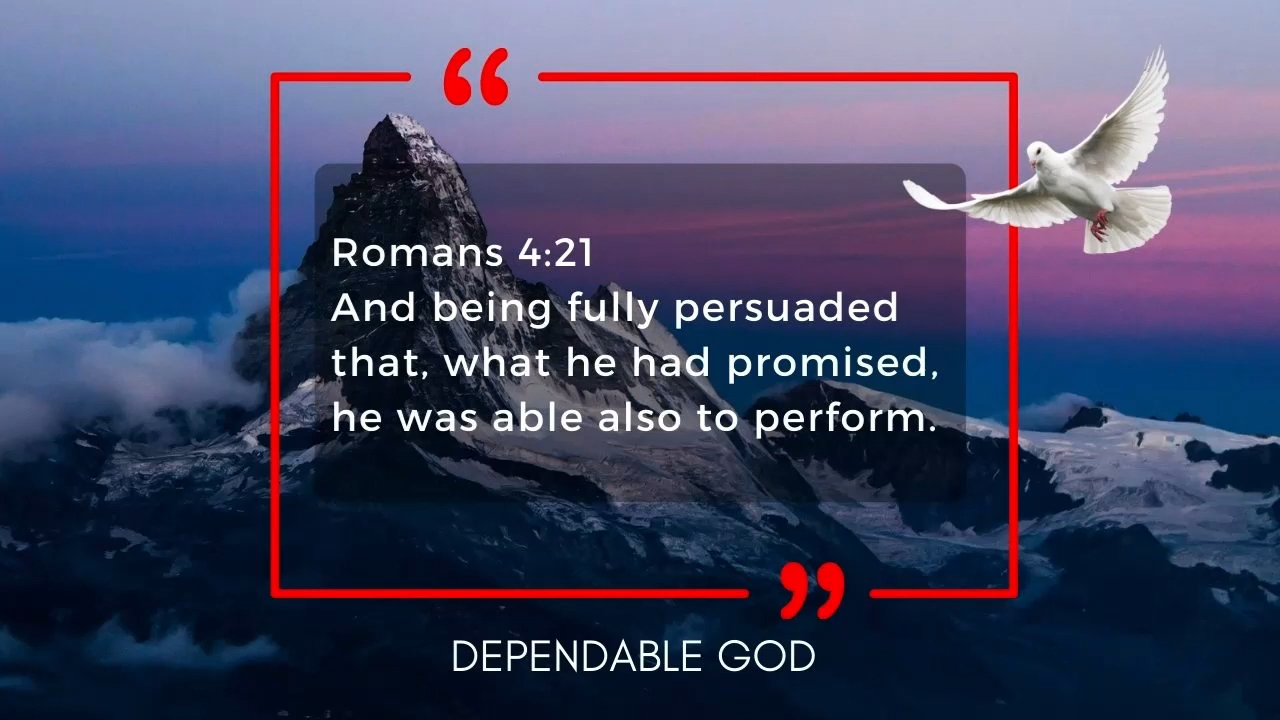 “
Romans 4:21
And being fully persuaded
that, what he had promised,
he was able also to perform.
”
DEPENDABLE GOD